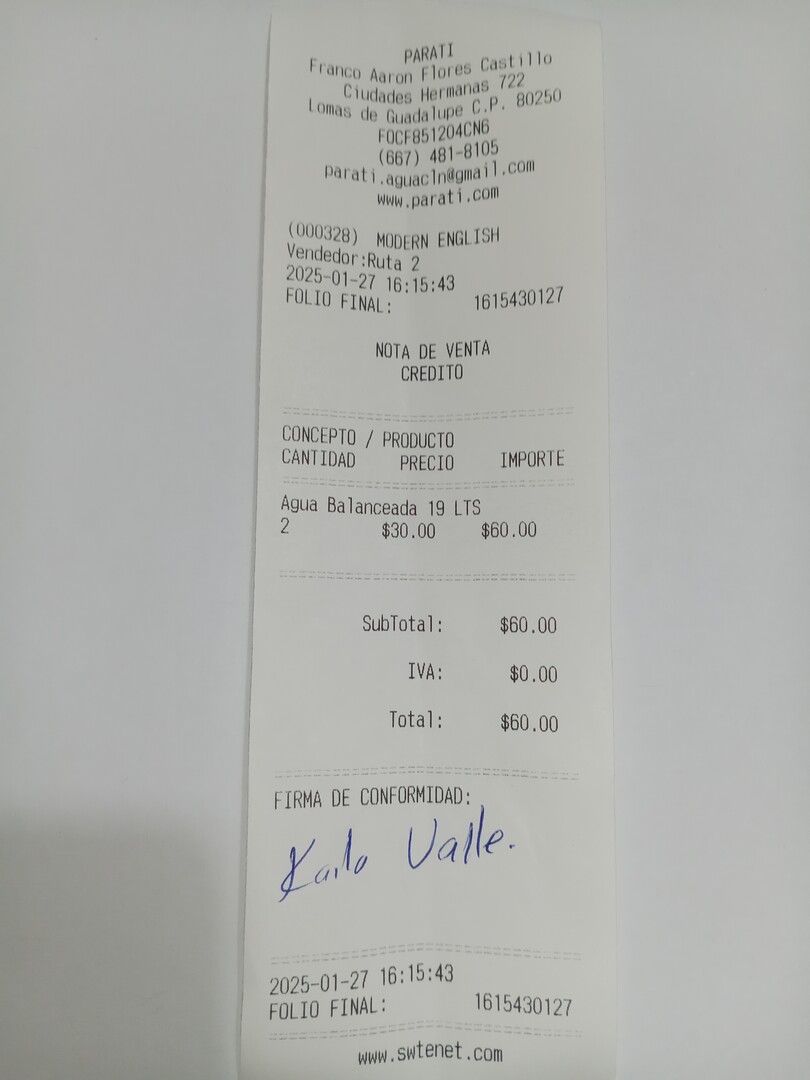 PARATI
Franco Aaron Flores Castillo
Ciudades Hermanas 722
Lomas de Guadalupe C.P. 80250
FOCF851204CN6
(667) 481-8105
parati.aguacln@gmail.com
www.parati.com
(000328) MODERN ENGLISH
Vendedor:Ruta 2
2025-01-27 16:15:43
FOLIO FINAL: 1615430127
NOTA DE VENTA
CREDITO
CONCEPTO / PRODUCTO
CANTIDAD PRECIO IMPORTE
Agua Balanceada 19 LTS
2 $30.00 $60.00
SubTotal: $60.00
IVA: $0.00
Total: $60.00
FIRMA DE CONFORMIDAD:
Valle.
2025-01-27 16:15:43
FOLIO FINAL: 1615430127
www.swtenet.com